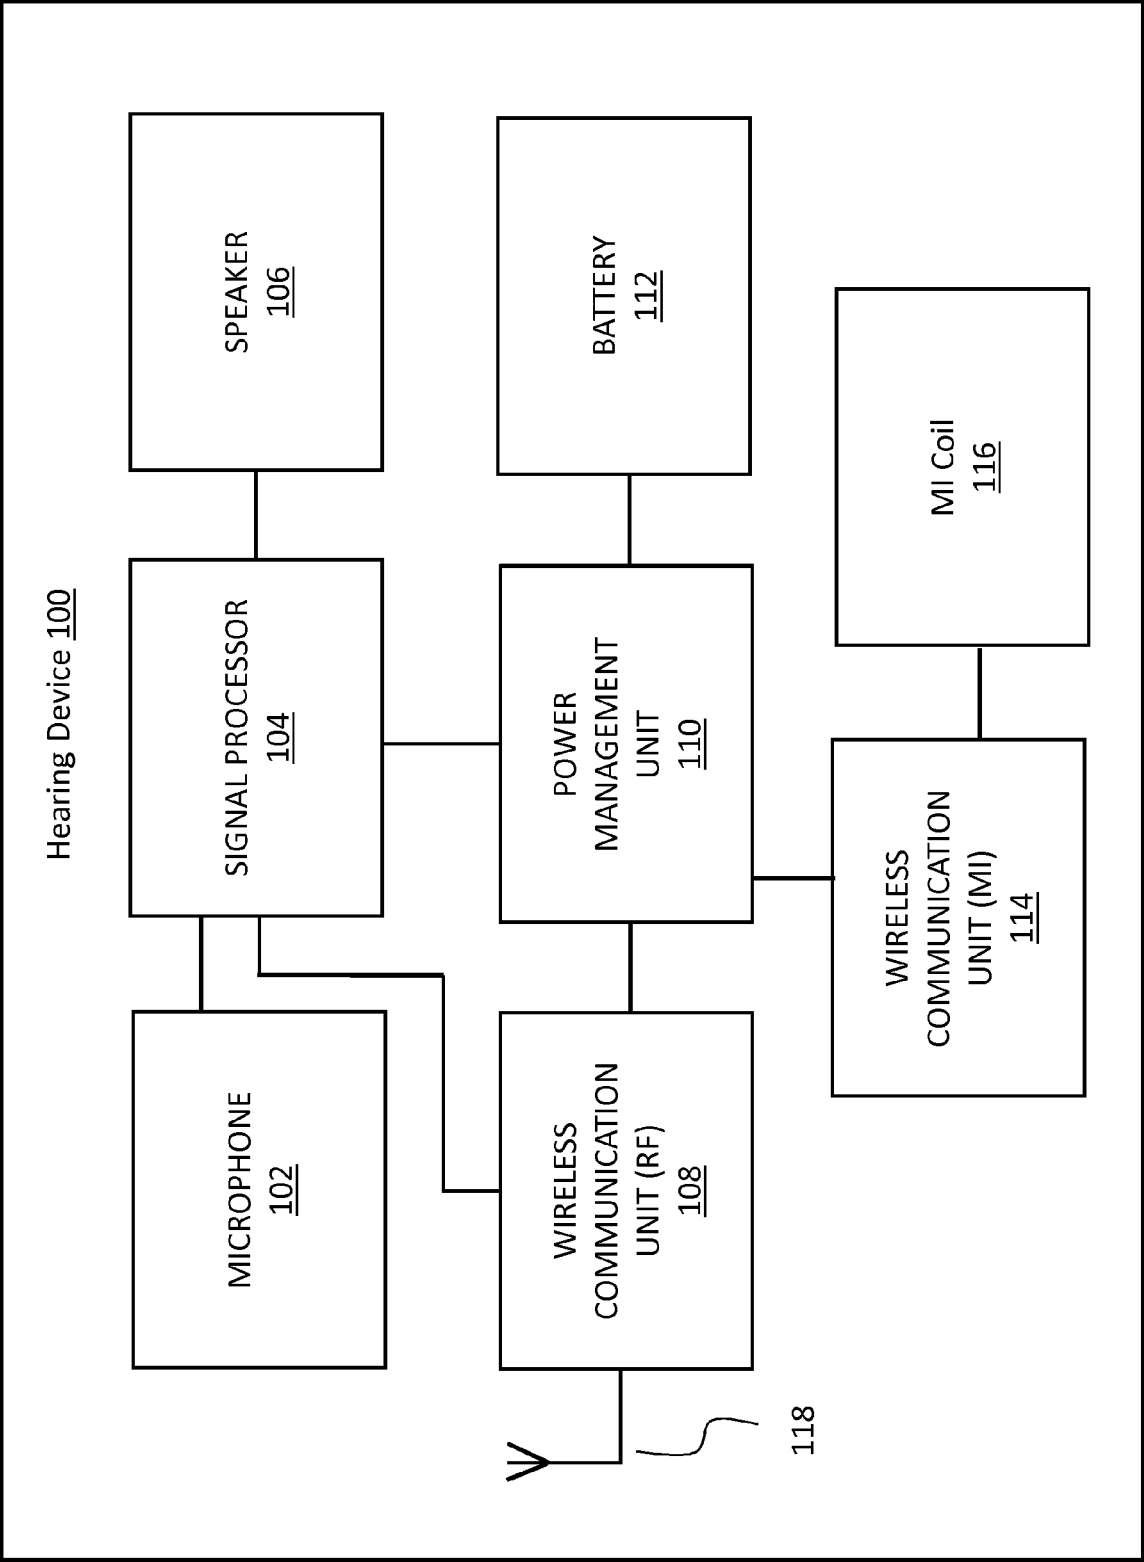 Hearing Device 100
MICROPHONE
102
SIGNAL PROCESSOR
104
SPEAKER
106
WIRELESS
COMMUNICATION
UNIT (RF)
108
POWER
MANAGEMENT
UNIT
110
BATTERY
112
118
WIRELESS
COMMUNICATION
UNIT (MI)
114
MI Coil
116